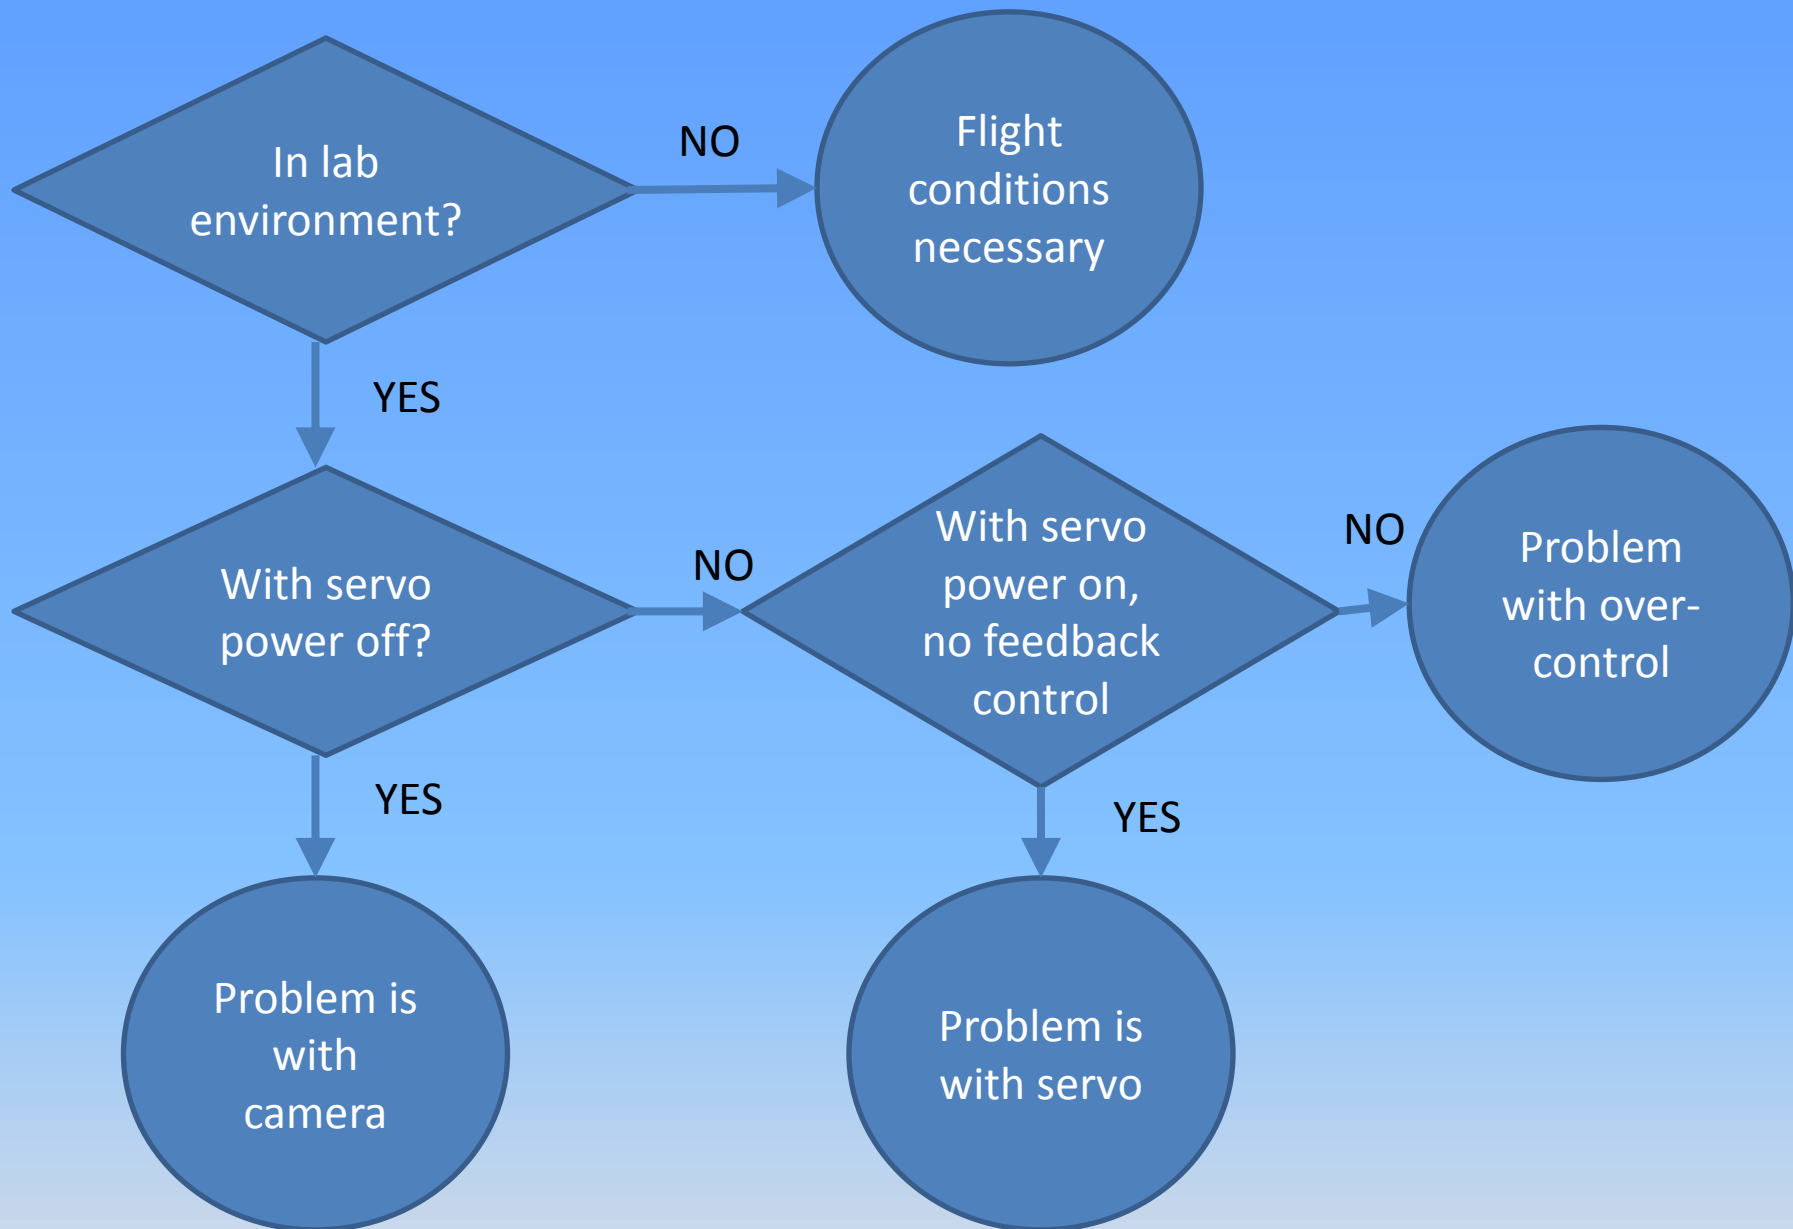 In lab
environment?
NO
Flight
conditions
necessary
YES
With servo
power off?
NO
With servo
power on,
no feedback
control
NO
Problem
with over-
control
YES
YES
Problem is
with
camera
Problem is
with servo